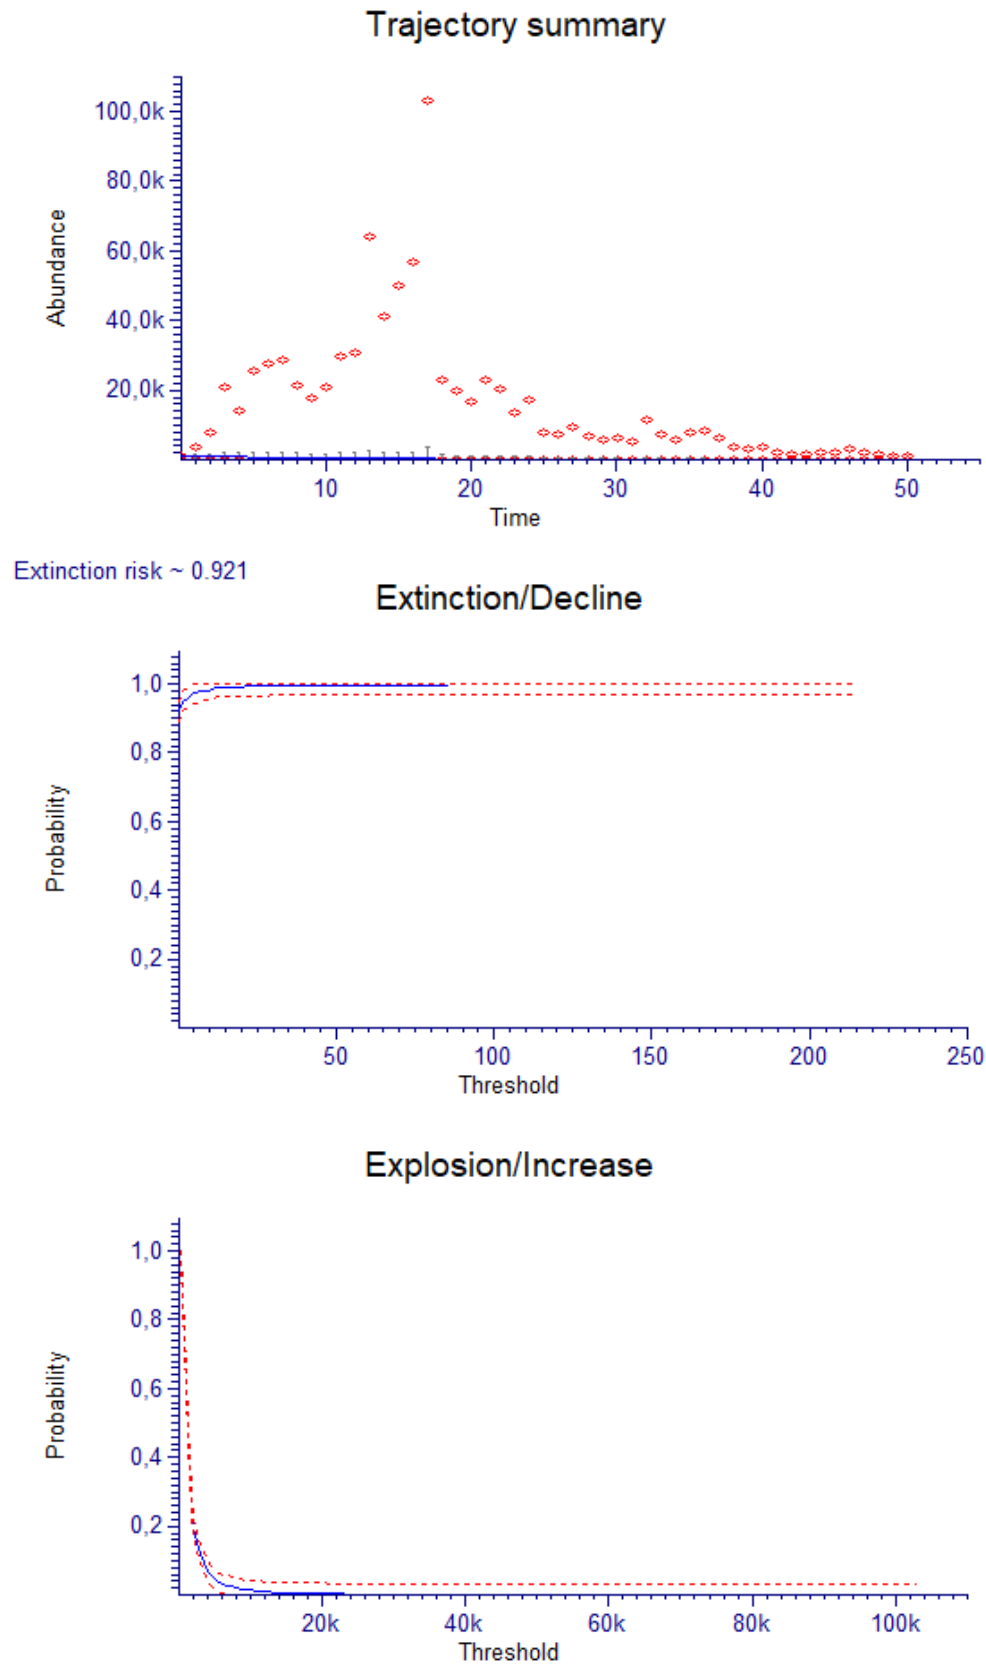 Trajectory summary
100,0k
80,0k
60,0k
40,0k
20,0k
Abundance
10 20 30 40 50
Time
Extinction risk ~ 0.921
Extinction/Decline
1,0
0,8
0,6
0,4
0,2
Probability
50 100 150 200 250
Threshold
Explosion/Increase
1,0
0,8
0,6
0,4
0,2
Probability
20k 40k 60k 80k 100k
Threshold